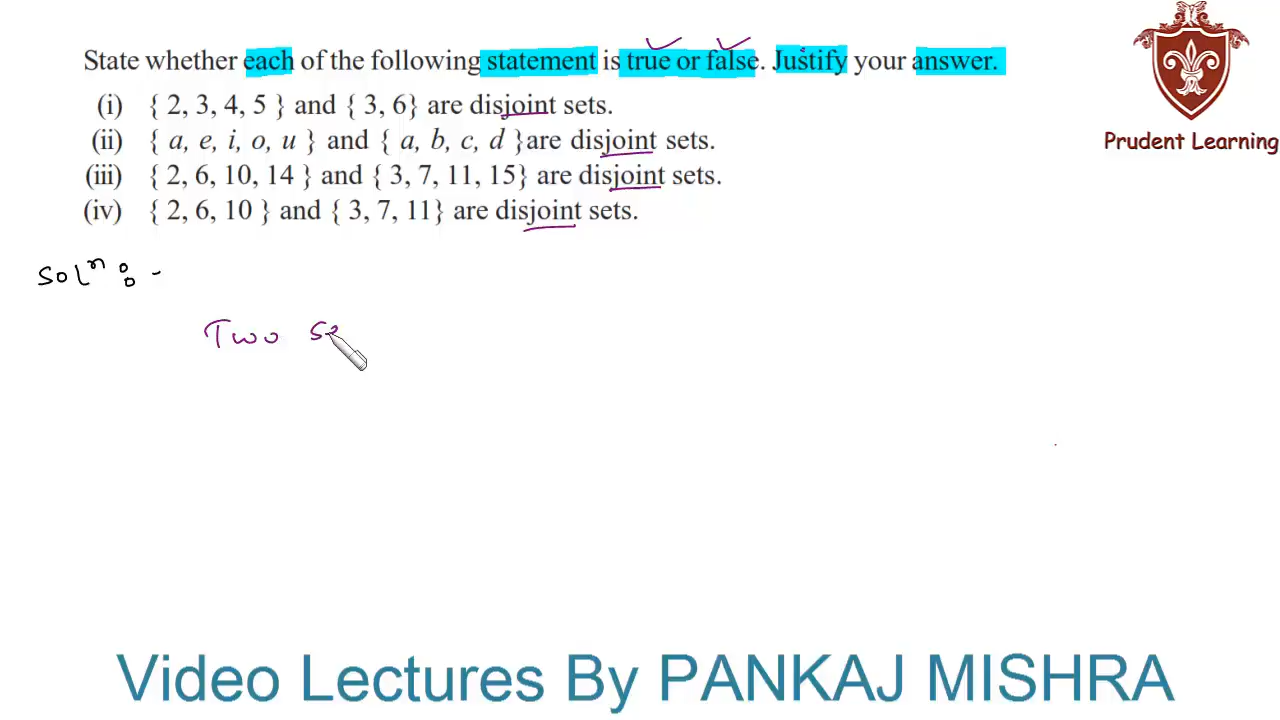 State whether each of the following statement is true or false. Justify your answer.
(i) { 2, 3, 4, 5 } and { 3, 6} are disjoint sets.
(ii) { a, e, i, o, u } and { a, b, c, d }are disjoint sets.
(iii) { 2, 6, 10, 14 } and { 3, 7, 11, 15} are disjoint sets.
(iv) { 2, 6, 10 } and { 3, 7, 11} are disjoint sets.
Prudent Learning
Solⁿ :-
Two se
Video Lectures By PANKAJ MISHRA